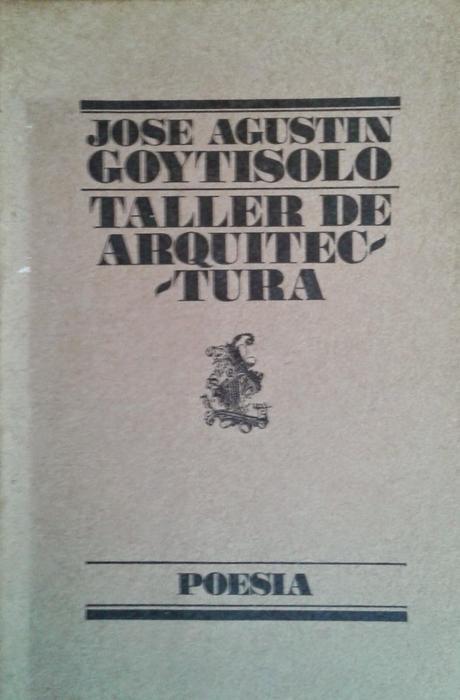 JOSE AGUSTIN
GOYTISOLO
TALLER DE
ARQUITEC-
-TURA
POESIA